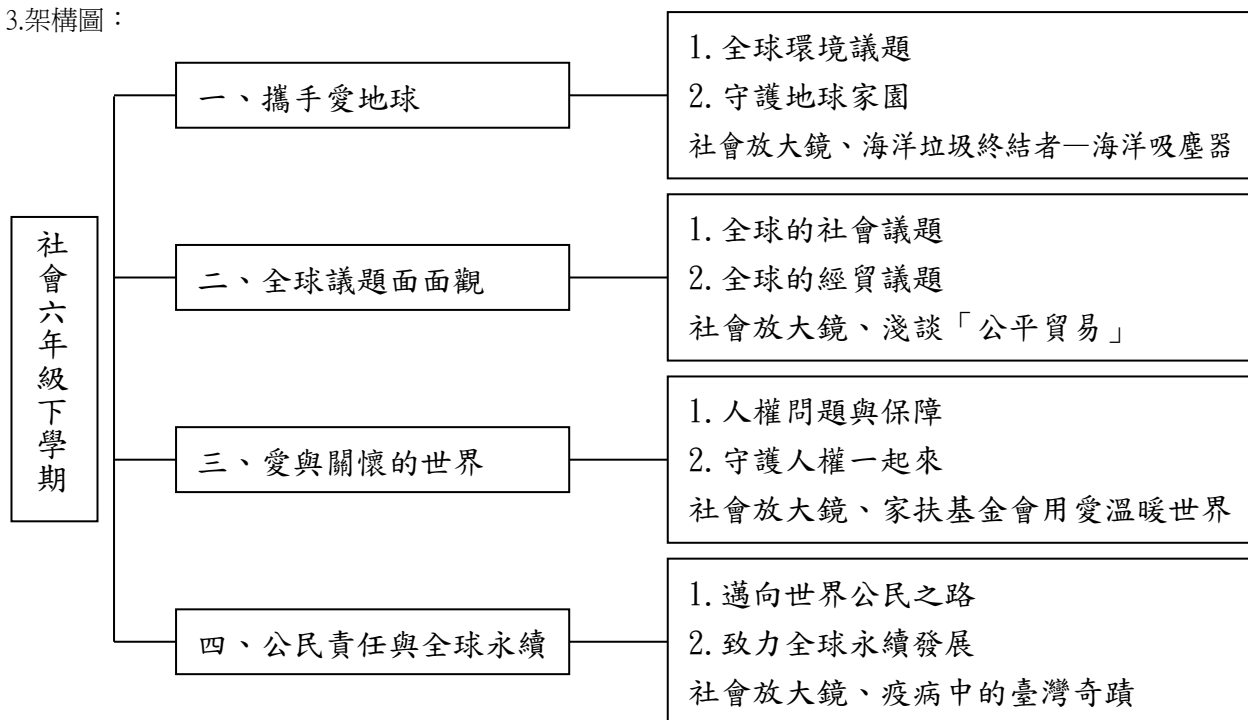 3.架構圖：
社會六年級下學期
一、攜手愛地球
1.全球環境議題
2.守護地球家園
社會放大鏡、海洋垃圾終結者—海洋吸塵器
二、全球議題面面觀
1.全球的社會議題
2.全球的經貿議題
社會放大鏡、淺談「公平貿易」
三、愛與關懷的世界
1.人權問題與保障
2.守護人權一起來
社會放大鏡、家扶基金會用愛溫暖世界
四、公民責任與全球永續
1.邁向世界公民之路
2.致力全球永續發展
社會放大鏡、疫病中的臺灣奇蹟